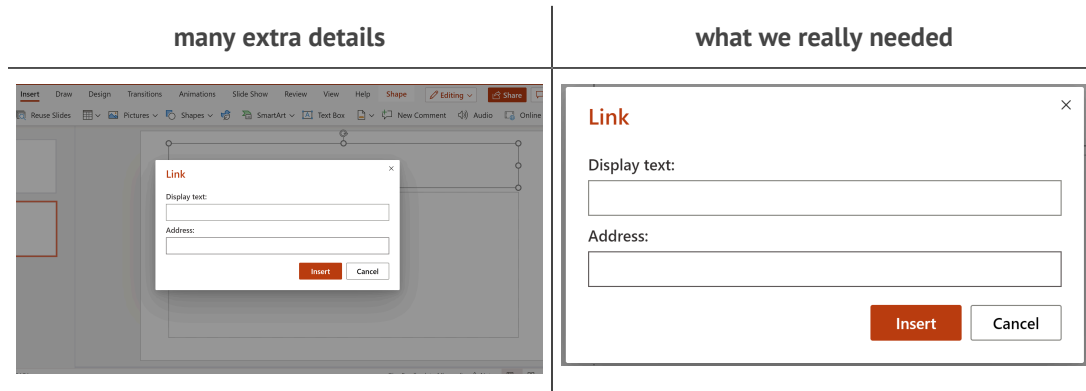 many extra details
what we really needed
Insert Draw Design Transitions Animations Slide Show Review View Help Shape Editing Share
Reuse Slides Pictures Shapes SmartArt Text Box New Comment Audio Online
Link
Display text:
Address:
Insert Cancel
Link
Display text:
Address:
Insert Cancel